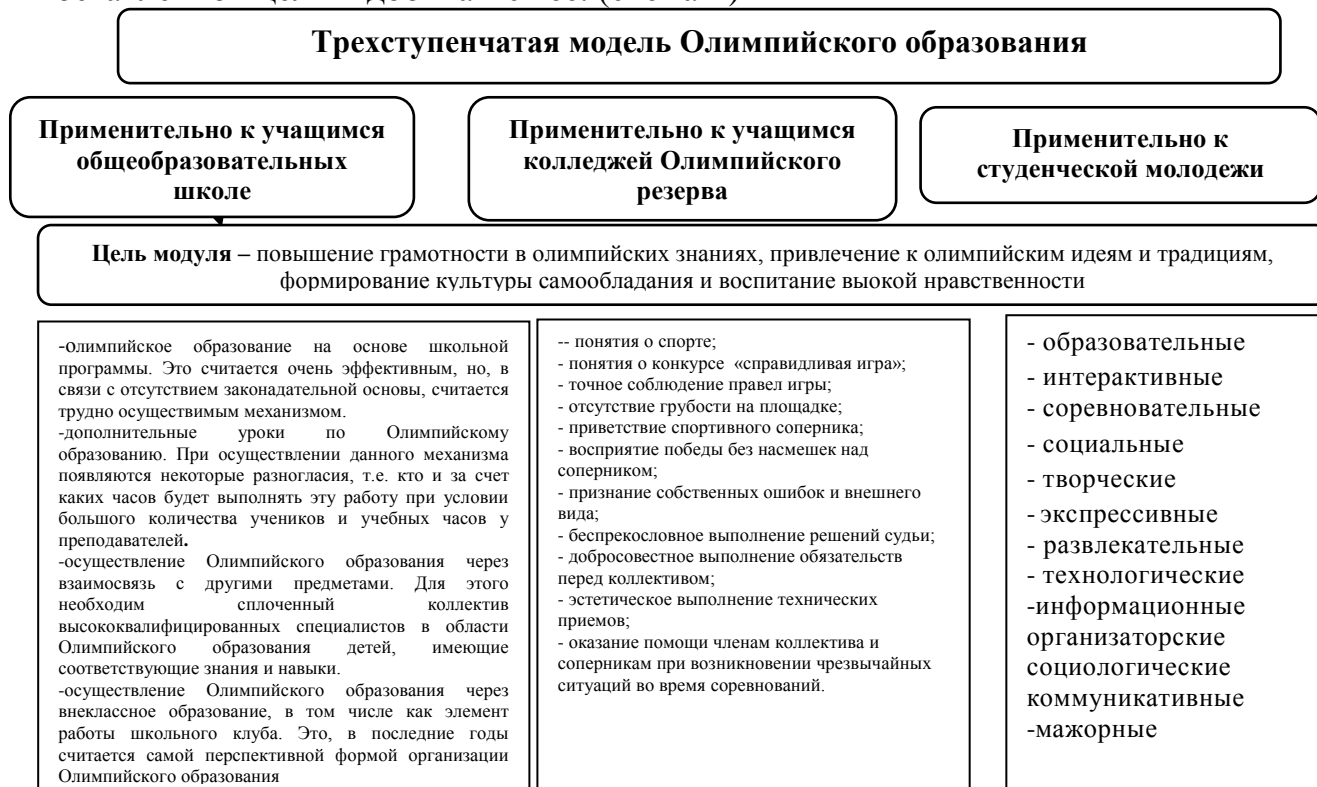 Трехступенчатая модель Олимпийского образования
Применительно к учащимся
общеобразовательных
школе
Применительно к учащимся
колледжей Олимпийского
резерва
Применительно к
студенческой молодежи
Цель модуля – повышение грамотности в олимпийских знаниях, привлечение к олимпийским идеям и традициям,
формирование культуры самообладания и воспитание выокой нравственности
-олимпийское образование на основе школьной
программы. Это считается очень эффективным, но, в
связи с отсутствием законадательной основы, считается
трудно осуществимым механизмом.
-дополнительные уроки по Олимпийскому
образованию. При осуществлении данного механизма
появляются некоторые разногласия, т.е. кто и за счет
каких часов будет выполнять эту работу при условии
большого количества учеников и учебных часов у
преподавателей.
-осуществление Олимпийского образования через
взаимосвязь с другими предметами. Для этого
необходим сплоченный коллектив
высококвалифицированных специалистов в области
Олимпийского образования детей, имеющие
соответствующие знания и навыки.
-осуществление Олимпийского образования через
внеклассное образование, в том числе как элемент
работы школьного клуба. Это, в последние годы
считается самой перспективной формой организации
Олимпийского образования
-- понятия о спорте;
- понятия о конкурсе «справидливая игра»;
- точное соблюдение правел игры;
- отсутствие грубости на площадке;
- приветствие спортивного соперника;
- восприятие победы без насмешек над
соперником;
- признание собственных ошибок и внешнего
вида;
- беспрекословное выполнение решений судьи;
- добросовестное выполнение обязательств
перед коллективом;
- эстетическое выполнение технических
приемов;
- оказание помощи членам коллектива и
соперникам при возникновении чрезвычайных
ситуаций во время соревнований.
- образовательные
- интерактивные
- соревновательные
- социальные
- творческие
- экспрессивные
- развлекательные
- технологические
-информационные
организаторские
социологические
коммуникативные
-мажорные